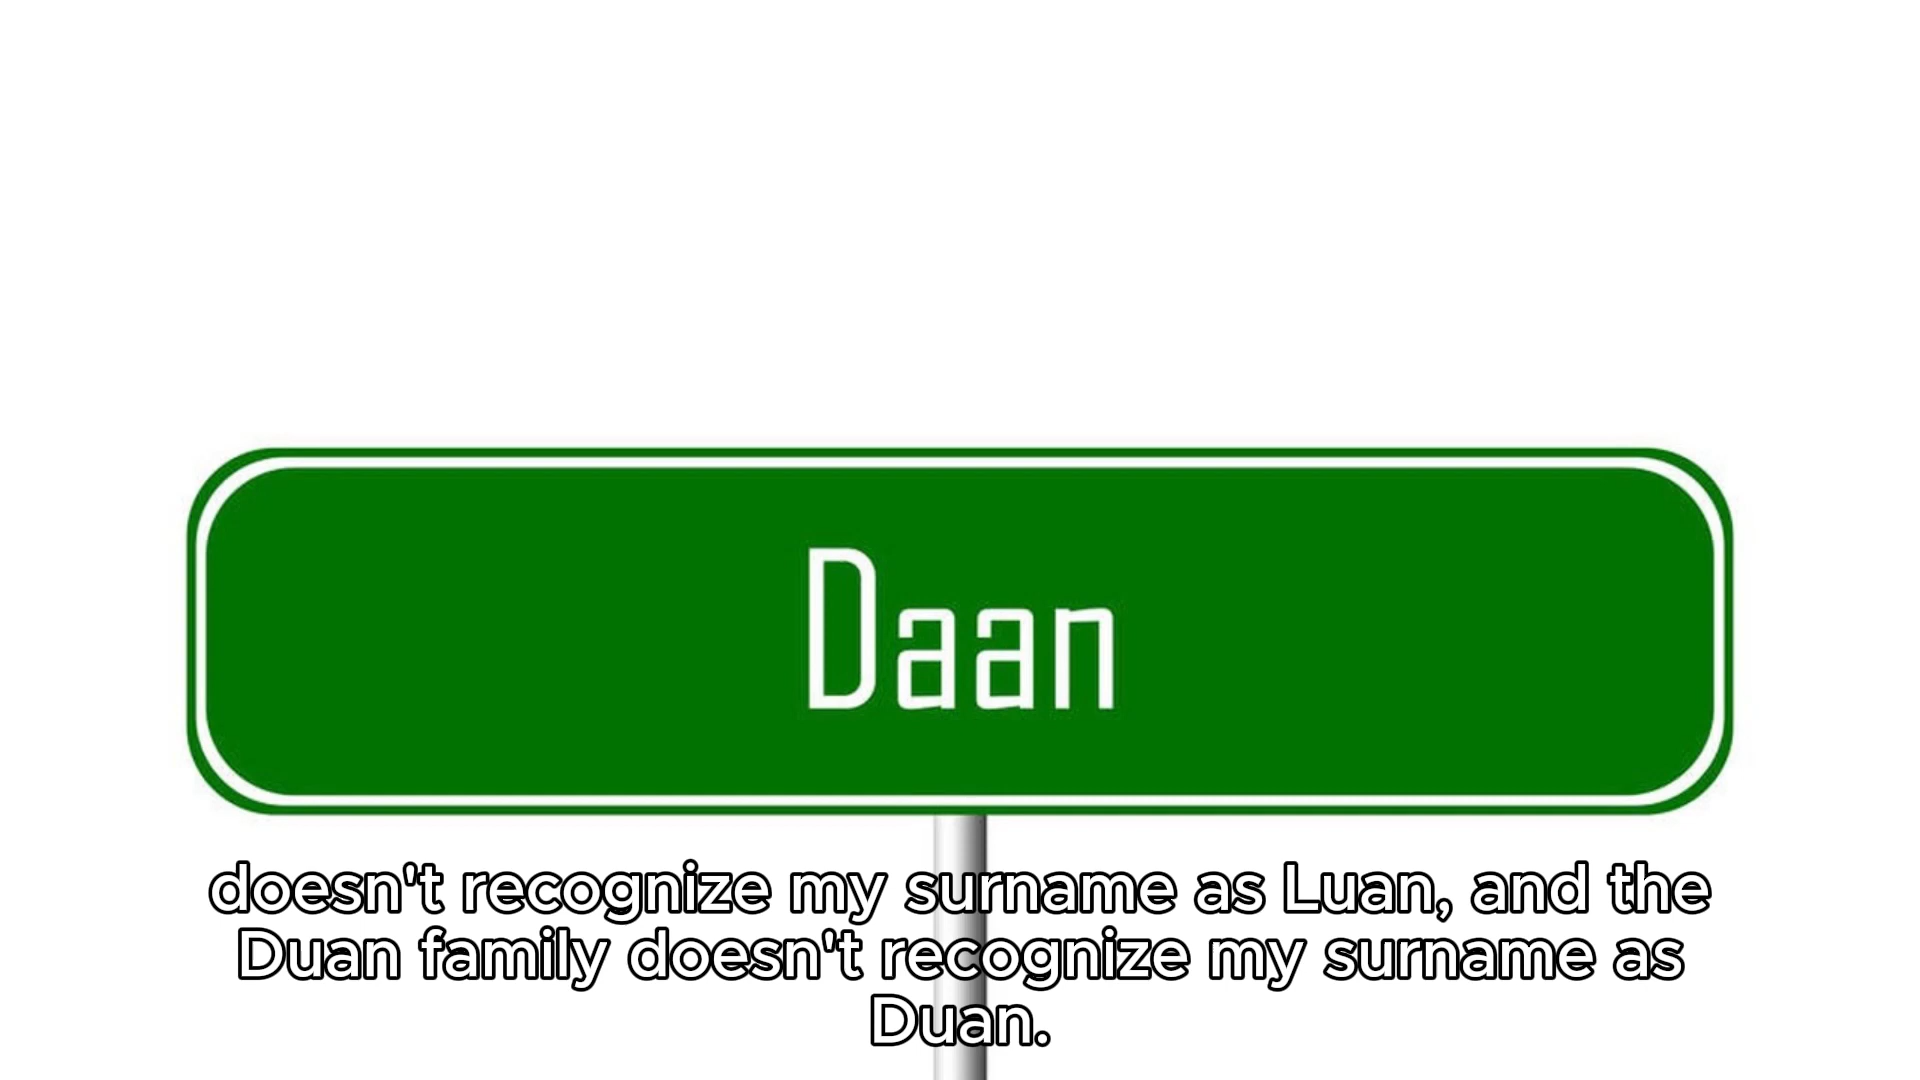 Daan
doesn't recognize my surname as Luan, and the
Duan family doesn't recognize my surname as
Duan.